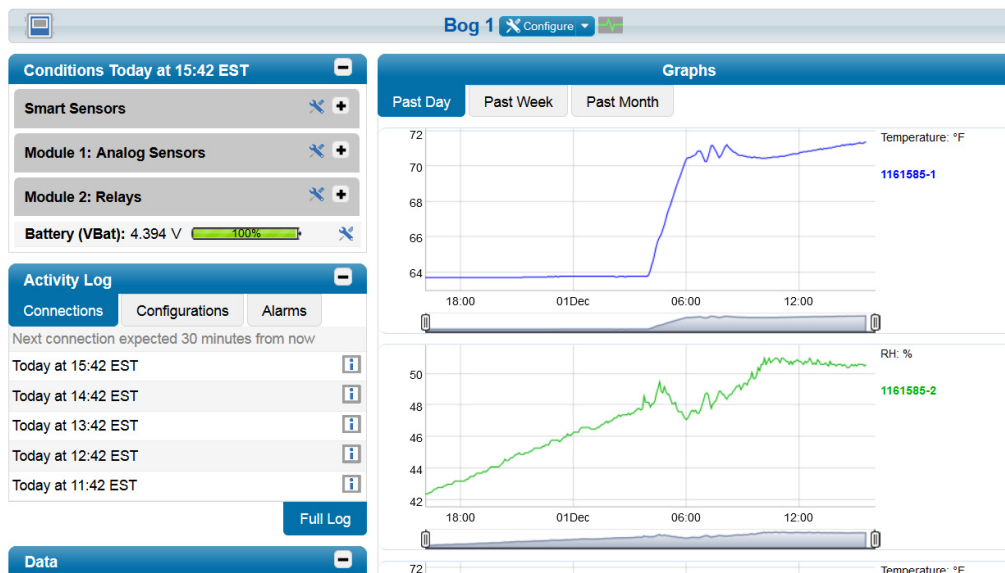 Bog 1 Configure
Conditions Today at 15:42 EST
Smart Sensors
Module 1: Analog Sensors
Module 2: Relays
Battery (VBat): 4.394 V 100%
Activity Log
Connections Configurations Alarms
Next connection expected 30 minutes from now
Today at 15:42 EST
Today at 14:42 EST
Today at 13:42 EST
Today at 12:42 EST
Today at 11:42 EST
Full Log
Data
Graphs
Past Day Past Week Past Month
72
70
68
66
64
18:00 01Dec 06:00 12:00
Temperature: °F
1161585-1
50
48
46
44
42
18:00 01Dec 06:00 12:00
RH: %
1161585-2
72
Temperature: °F